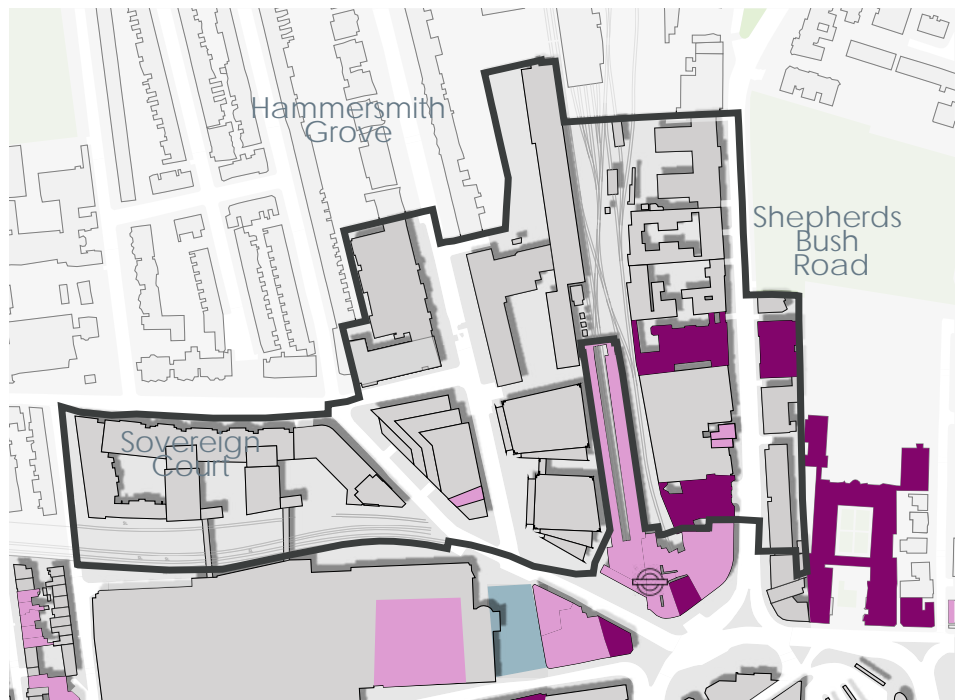 Hammersmith
Grove
Shepherds
Bush
Road
Sovereign
Court